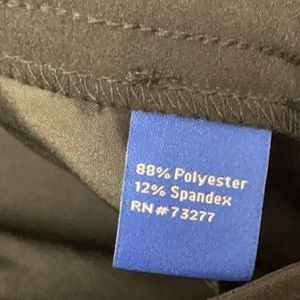 88% Polyester
12% Spandex
RN#73277